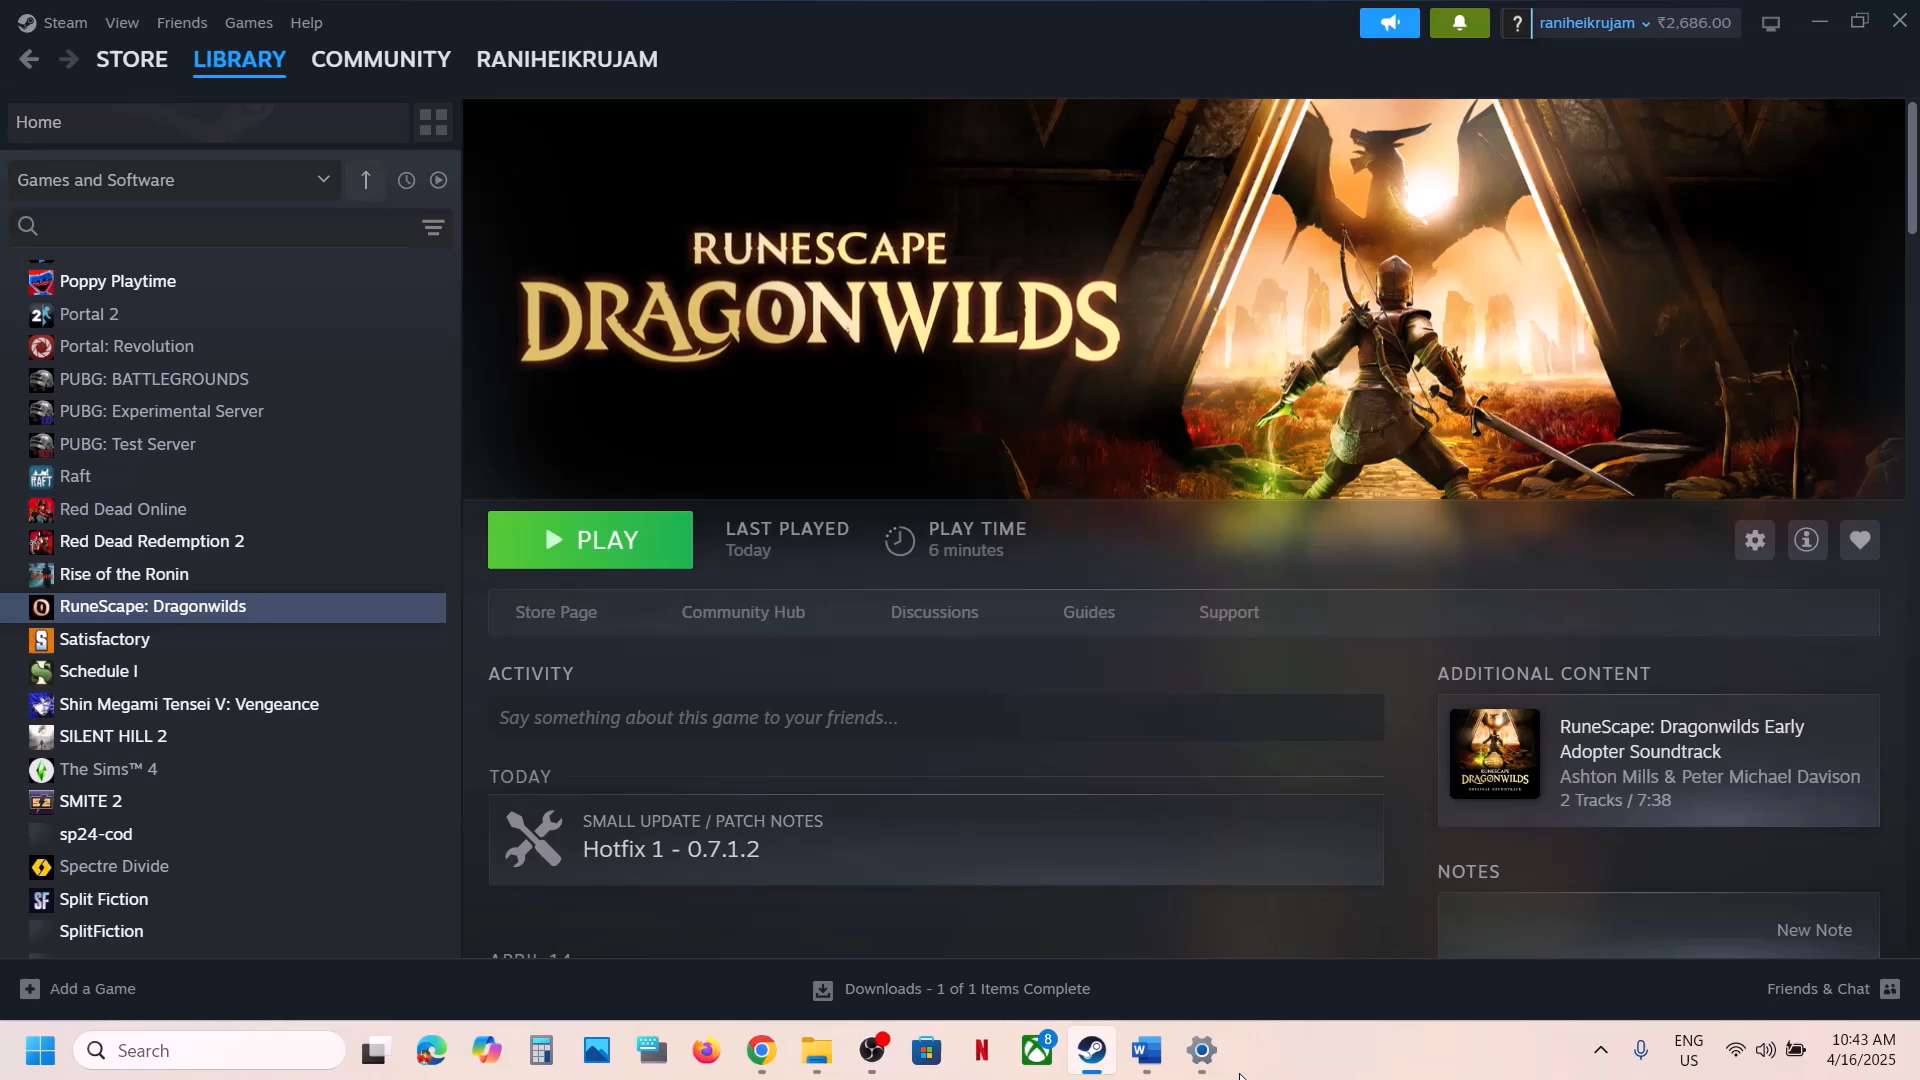 Steam View Friends Games Help
? raniheikrujam ₹2,686.00
STORE LIBRARY COMMUNITY RANIHEIKRUJAM
Home
Games and Software
Poppy Playtime
Portal 2
Portal: Revolution
PUBG: BATTLEGROUNDS
PUBG: Experimental Server
PUBG: Test Server
Raft
Red Dead Online
Red Dead Redemption 2
Rise of the Ronin
RuneScape: Dragonwilds
Satisfactory
Schedule I
Shin Megami Tensei V: Vengeance
SILENT HILL 2
The Sims™ 4
SMITE 2
sp24-cod
Spectre Divide
Split Fiction
SplitFiction
RUNESCAPE
DRAGONWILDS
PLAY
LAST PLAYED
Today
PLAY TIME
6 minutes
Store Page Community Hub Discussions Guides Support
ACTIVITY
Say something about this game to your friends...
TODAY
SMALL UPDATE / PATCH NOTES
Hotfix 1 - 0.7.1.2
APRIL 14
ADDITIONAL CONTENT
RuneScape: Dragonwilds Early
Adopter Soundtrack
Ashton Mills & Peter Michael Davison
2 Tracks / 7:38
NOTES
New Note
Add a Game
Downloads - 1 of 1 Items Complete
Friends & Chat
Search
8
ENG
US
10:43 AM
4/16/2025